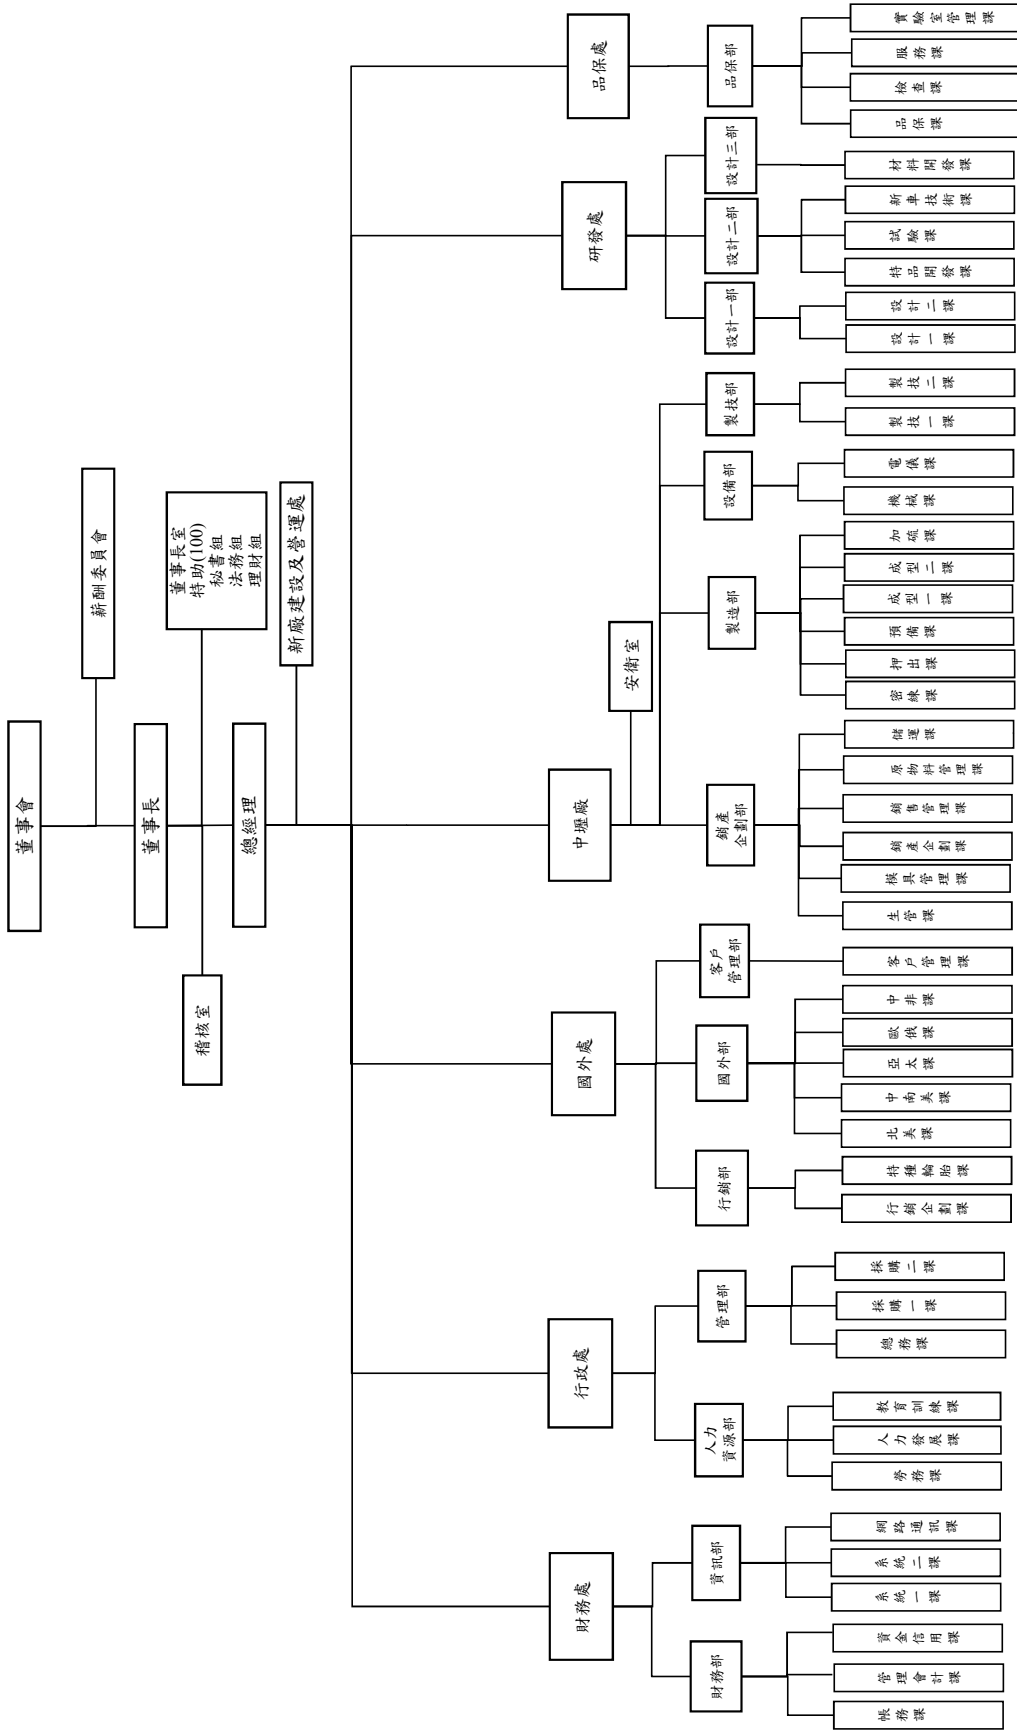 董事會
薪酬委員會
董事長
董事長室
特助(100)
秘書組
法務組
理財組
稽核室
總經理
新廠建設及營運處
財務處
行政處
國外處
中壢廠
安衛室
研發處
品保處
財務部
資訊部
人力
資源部
管理部
行銷部
國外部
客戶
管理部
銷產
企劃部
製造部
設備部
製技部
設計一部
設計二部
設計三部
品保部
帳務課
管理會計課
資金信用課
系統一課
系統二課
網路通訊課
勞務課
人力發展課
教育訓練課
總務課
採購一課
採購二課
行銷企劃課
特種輪胎課
北美課
中南美課
亞太課
歐俄課
中非課
客戶管理課
生管課
模具管理課
銷產企劃課
銷售管理課
原物料管理課
儲運課
密練課
押出課
預備課
成型一課
成型二課
加硫課
機械課
電儀課
製技一課
製技二課
設計一課
設計二課
特品開發課
試驗課
新車技術課
材料開發課
品保課
檢查課
服務課
實驗室管理課